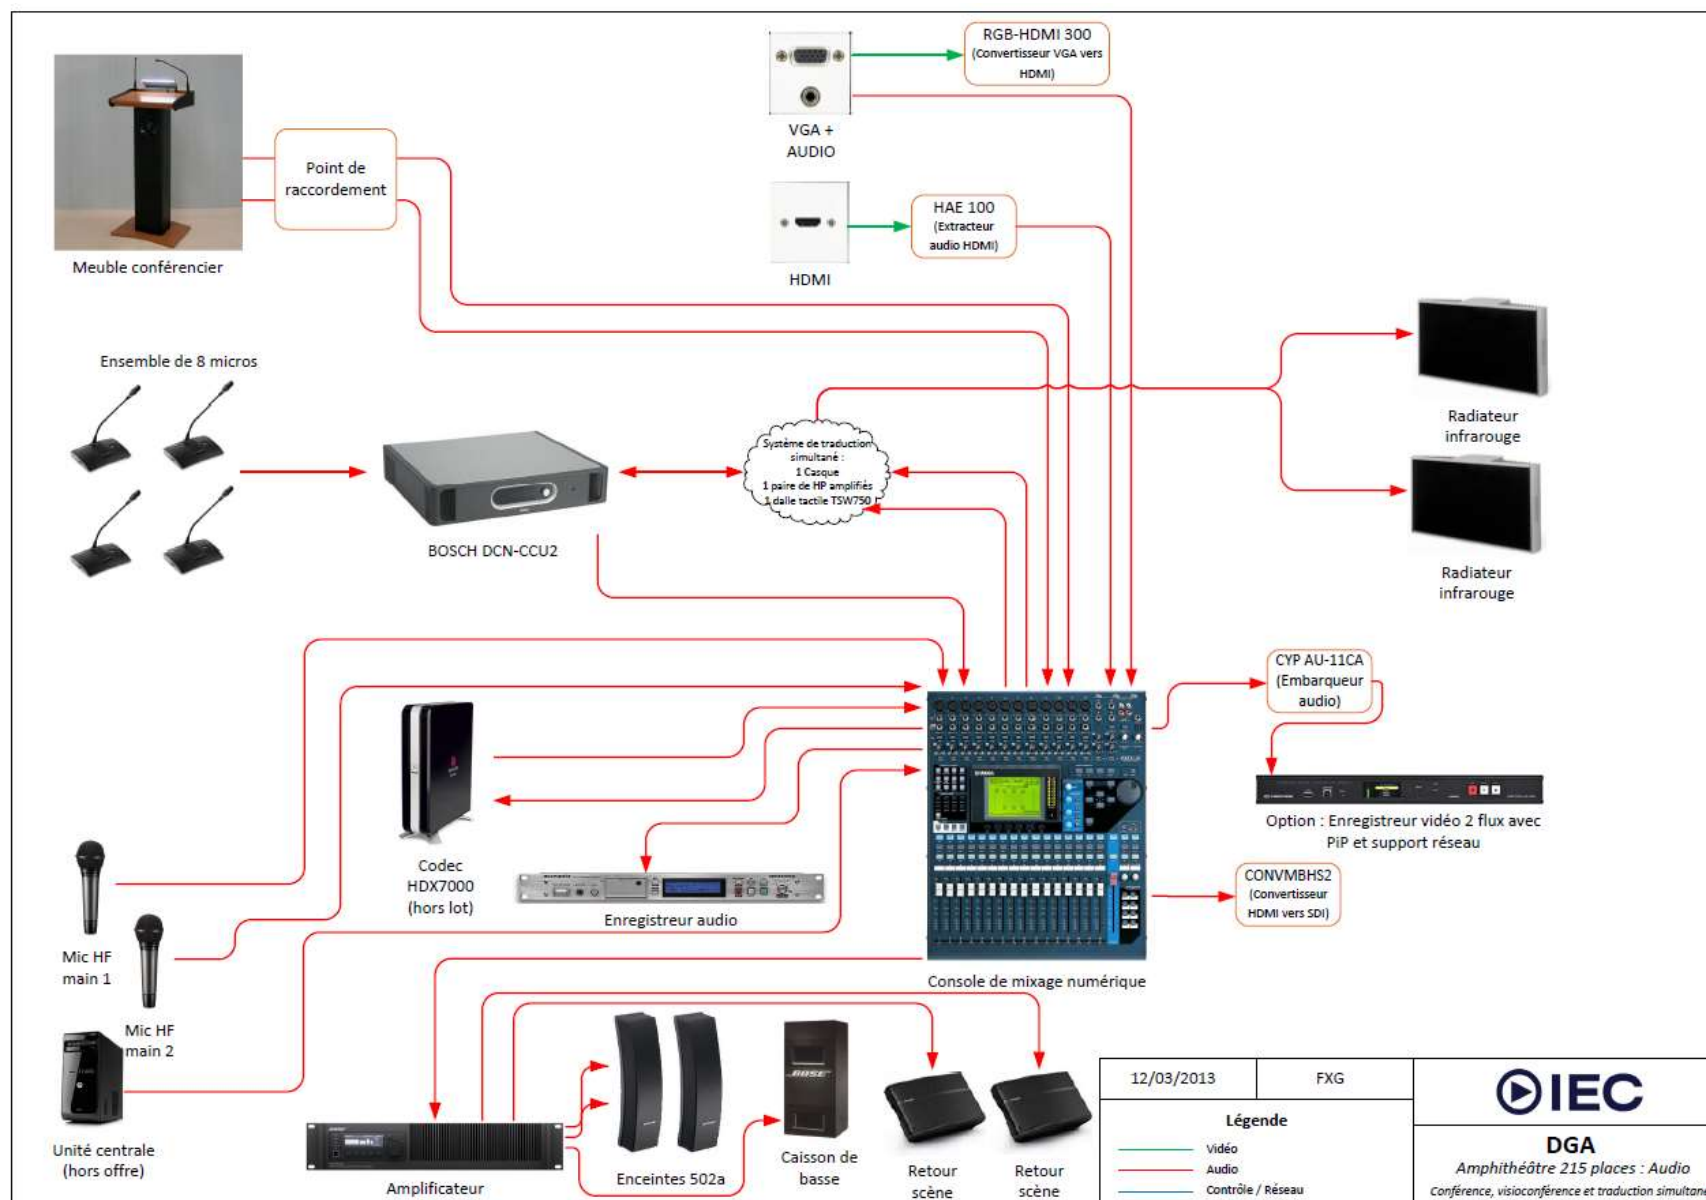 RGB-HDMI 300
(Convertisseur VGA vers
HDMI)
VGA +
AUDIO
Point de
raccordement
HAE 100
(Extracteur
audio HDMI)
Meuble conférencier
HDMI
Ensemble de 8 micros
Radiateur
infrarouge
Système de traduction
simultané :
1 Casque
1 paire de HP amplifiés
1 dalle tactile TSW750
BOSCH DCN-CCU2
Radiateur
infrarouge
CYP AU-11CA
(Embarqueur
audio)
Option : Enregistreur vidéo 2 flux avec
PiP et support réseau
Codec
HDX7000
(hors lot)
Enregistreur audio
CONVMBHS2
(Convertisseur
HDMI vers SDI)
Mic HF
main 1
Console de mixage numérique
Mic HF
main 2
BOSE
Unité centrale
(hors offre)
Amplificateur
Enceintes 502a
Caisson de
basse
Retour
scène
Retour
scène
12/03/2013
FXG
IEC
Légende
Vidéo
Audio
Contrôle / Réseau
DGA
Amphithéâtre 215 places : Audio
Conférence, visioconférence et traduction simultané